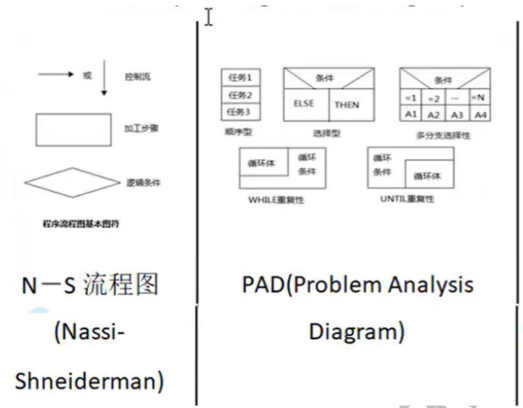 或
控制流
加工步骤
逻辑条件
程序流程图基本图符
任务1
任务2
任务3
顺序型
条件
ELSE
THEN
选择型
条件
=1 =2 ... =N
A1 A2 A3 A4
多分支选择性
循环体
循环
条件
WHILE重复性
循环
条件
循环体
UNTIL重复性
N－S 流程图
(Nassi-
Shneiderman)
PAD(Problem Analysis
Diagram)